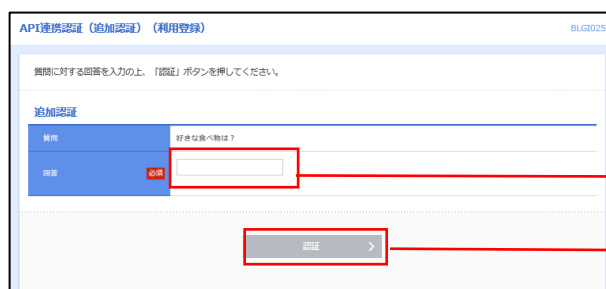 API連携認証（追加認証）（利用登録） BLGI025
質問に対する回答を入力の上、「認証」ボタンを押してください。
追加認証
質問 好きな食べ物は？
回答 必須
認証